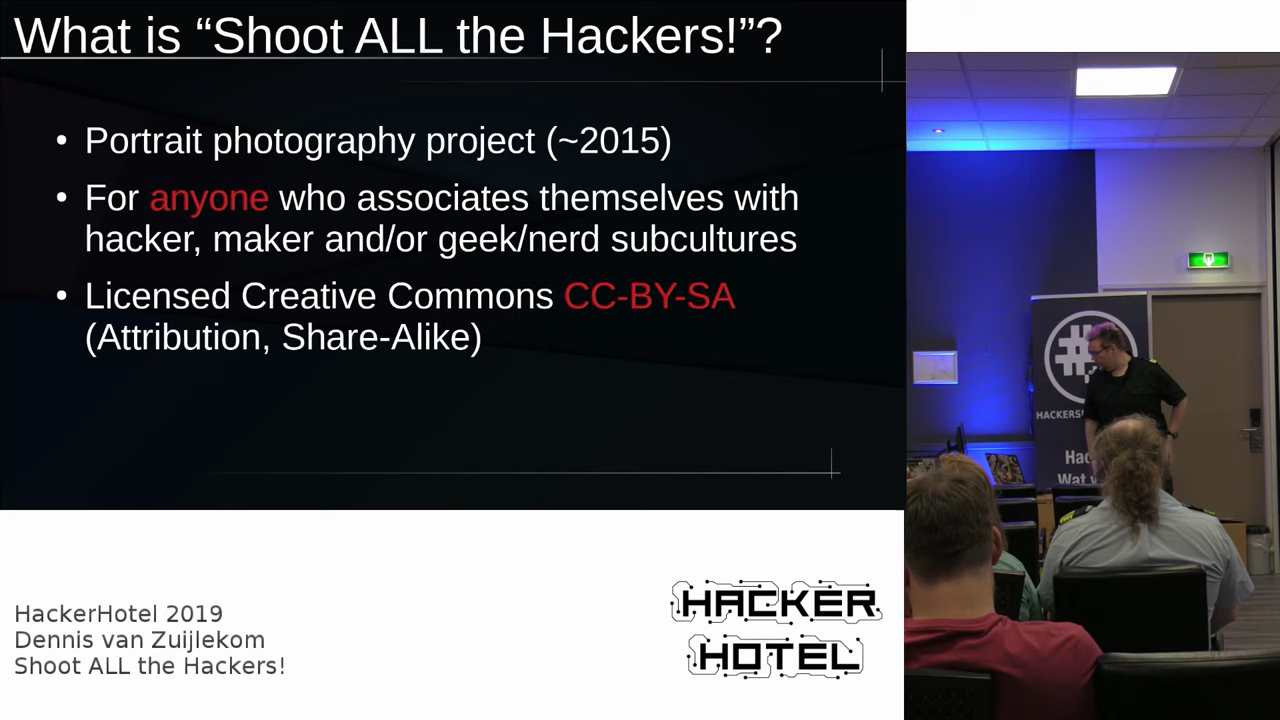 What is “Shoot ALL the Hackers!”?
• Portrait photography project (~2015)
• For anyone who associates themselves with
hacker, maker and/or geek/nerd subcultures
• Licensed Creative Commons CC-BY-SA
(Attribution, Share-Alike)
HackerHotel 2019
Dennis van Zuijlekom
Shoot ALL the Hackers!
HACKER
HOTEL
#